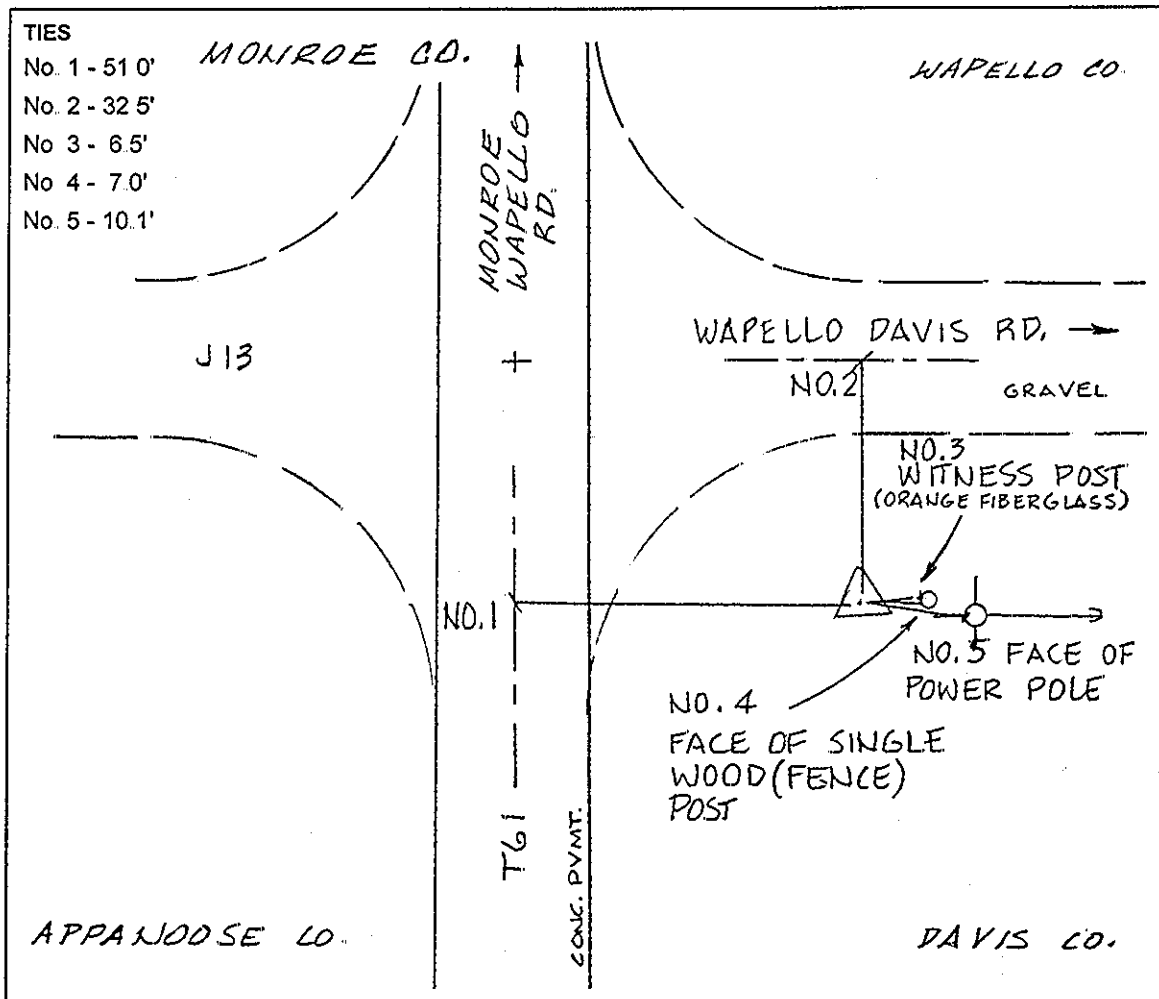 TIES
No. 1 - 51 0'
No. 2 - 32 5'
No 3 - 6.5'
No 4 - 7.0'
No. 5 - 10.1'
MONROE CO.
WAPELLO CO.
MONROE
WAPELLO
RD.
J13
WAPELLO DAVIS RD.
NO.2
GRAVEL
NO.3
WITNESS POST
(ORANGE FIBERGLASS)
NO.1
NO.5 FACE OF
POWER POLE
NO.4
FACE OF SINGLE
WOOD (FENCE)
POST
T61
CONC. PVMT.
APPANOOSE CO.
DAVIS CO.